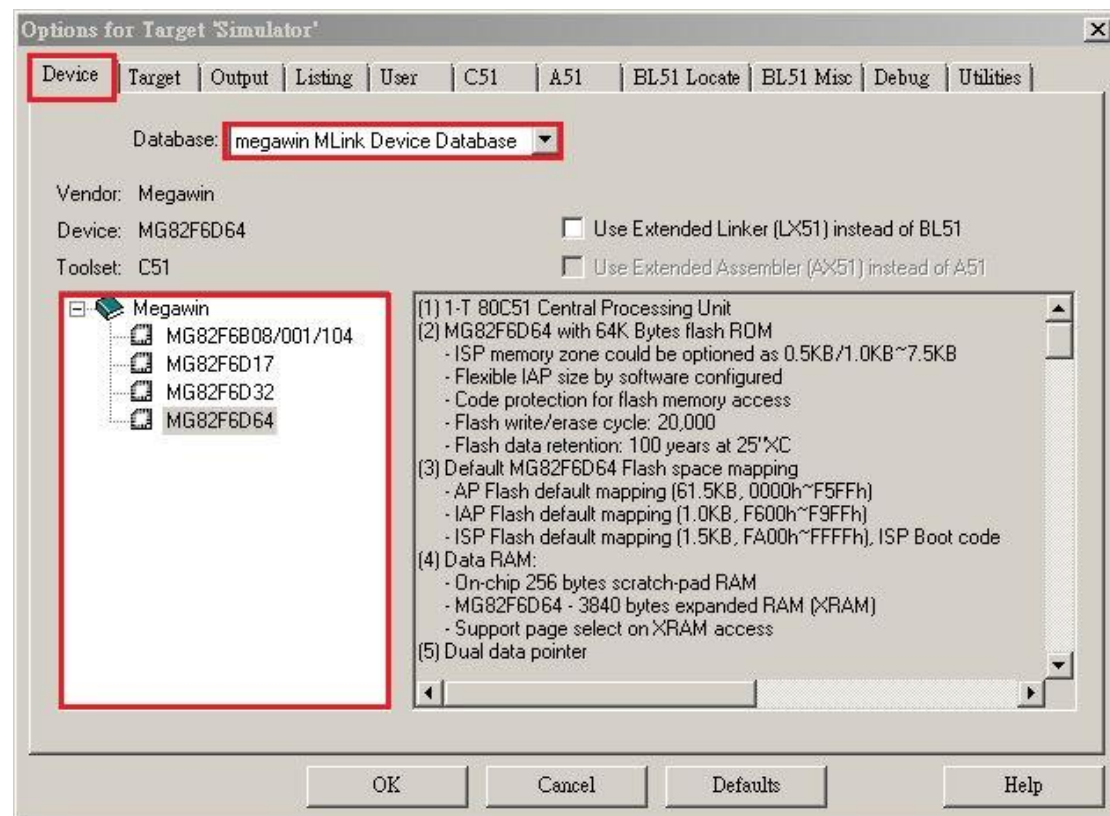 Options for Target 'Simulator'
Device Target Output Listing User C51 A51 BL51 Locate BL51 Misc Debug Utilities
Database: megawin MLink Device Database
Vendor: Megawin
Device: MG82F6D64
Use Extended Linker (LX51) instead of BL51
Toolset: C51
Use Extended Assembler (AX51) instead of A51
Megawin
MG82F6B08/001/104
MG82F6D17
MG82F6D32
MG82F6D64
(1) 1-T 80C51 Central Processing Unit
(2) MG82F6D64 with 64K Bytes flash ROM
- ISP memory zone could be optioned as 0.5KB/1.0KB~7.5KB
- Flexible IAP size by software configured
- Code protection for flash memory access
- Flash write/erase cycle: 20,000
- Flash data retention: 100 years at 25"XC
(3) Default MG82F6D64 Flash space mapping
- AP Flash default mapping (61.5KB, 0000h~F5FFh)
- IAP Flash default mapping (1.0KB, F600h~F9FFh)
- ISP Flash default mapping (1.5KB, FA00h~FFFFh), ISP Boot code
(4) Data RAM:
- On-chip 256 bytes scratch-pad RAM
- MG82F6D64 - 3840 bytes expanded RAM (XRAM)
- Support page select on XRAM access
(5) Dual data pointer
OK Cancel Defaults Help